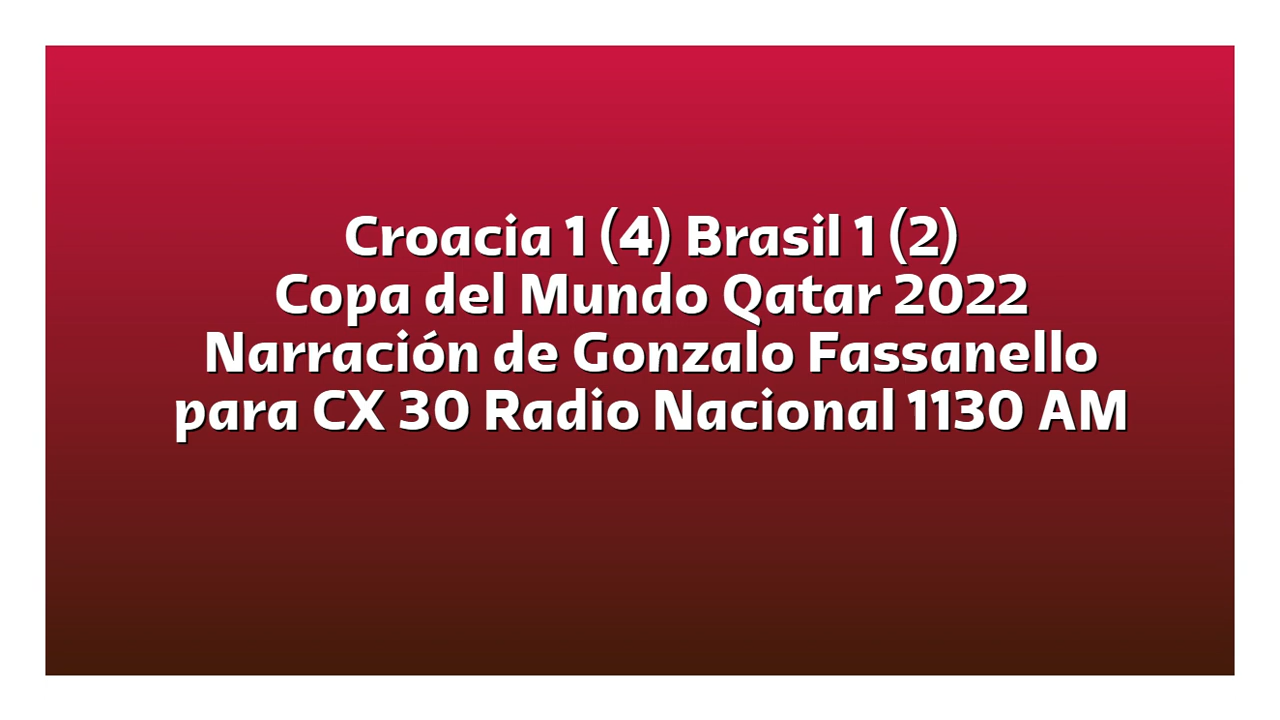 Croacia 1 (4) Brasil 1 (2)
Copa del Mundo Qatar 2022
Narración de Gonzalo Fassanello
para CX 30 Radio Nacional 1130 AM